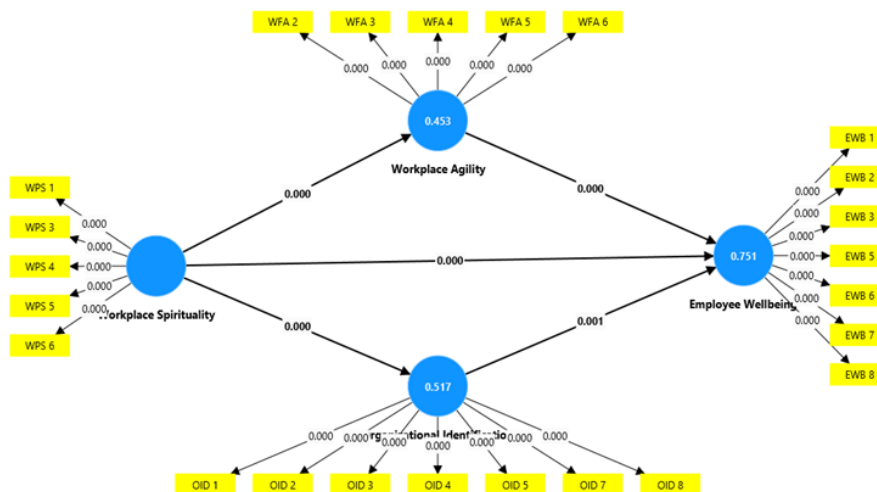 WFA 2 WFA 3 WFA 4 WFA 5 WFA 6
0.000 0.000 0.000 0.000 0.000
0.453
Workplace Agility
WPS 1
WPS 3
WPS 4
WPS 5
WPS 6
0.000
0.000
0.000
0.000
0.000
Workplace Spirituality
0.000
0.000
0.000
0.000
0.001
EWB 1
EWB 2
EWB 3
EWB 5
EWB 6
EWB 7
EWB 8
0.000
0.000
0.000
0.000
0.000
0.000
0.000
0.751
Employee Wellbeing
0.517
Organizational Identification
0.000 0.000 0.000 0.000 0.000 0.000 0.000
OID 1 OID 2 OID 3 OID 4 OID 5 OID 7 OID 8